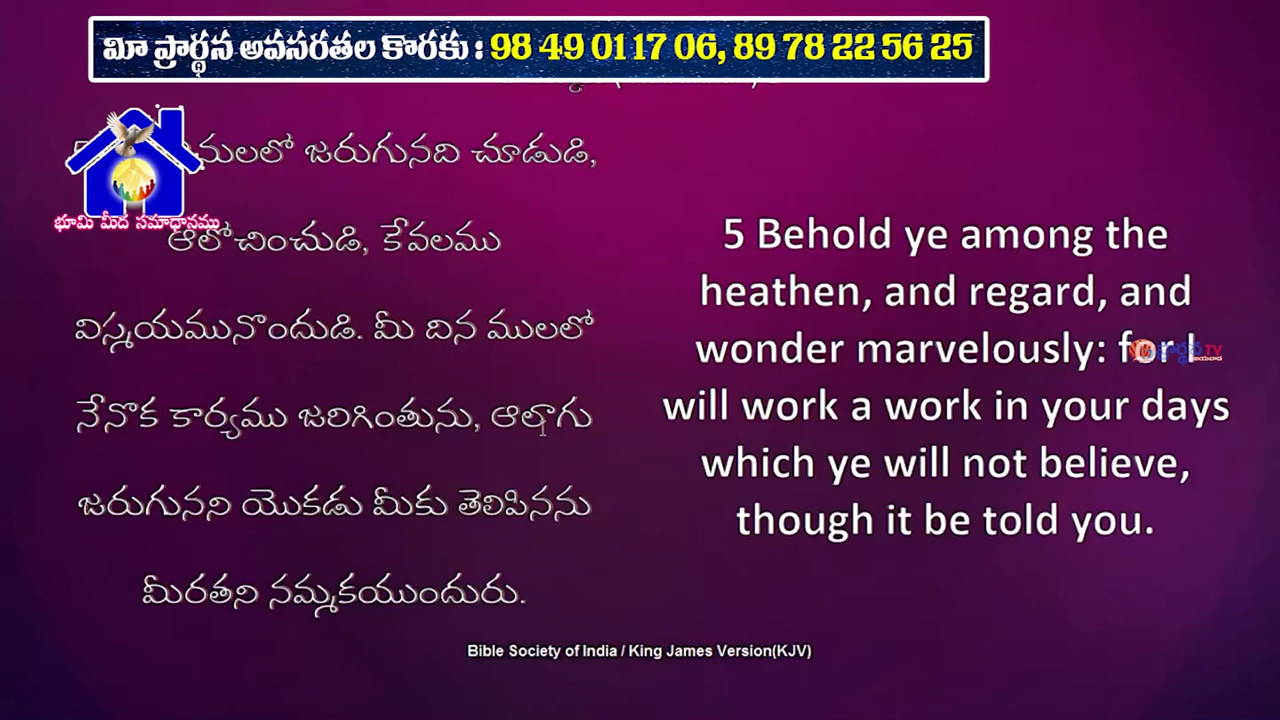 మీ ప్రార్థన అవసరతల కొరకు : 98 49 01 17 06, 89 78 22 56 25
జరుగునది చూడుడి,
భూమి మీద సమాధానము
ఆలోచించుడి, కేవలము
విస్మయమునొందుడి. మీ దిన ములలో
నేనొక కార్యము జరిగింతును, ఆలాగు
జరుగునని యొకడు మీకు తెలిపినను
మీరతని నమ్మకయుందురు.
5 Behold ye among the
heathen, and regard, and
wonder marvelously: for I
will work a work in your days
which ye will not believe,
though it be told you.
TV
Bible Society of India / King James Version(KJV)